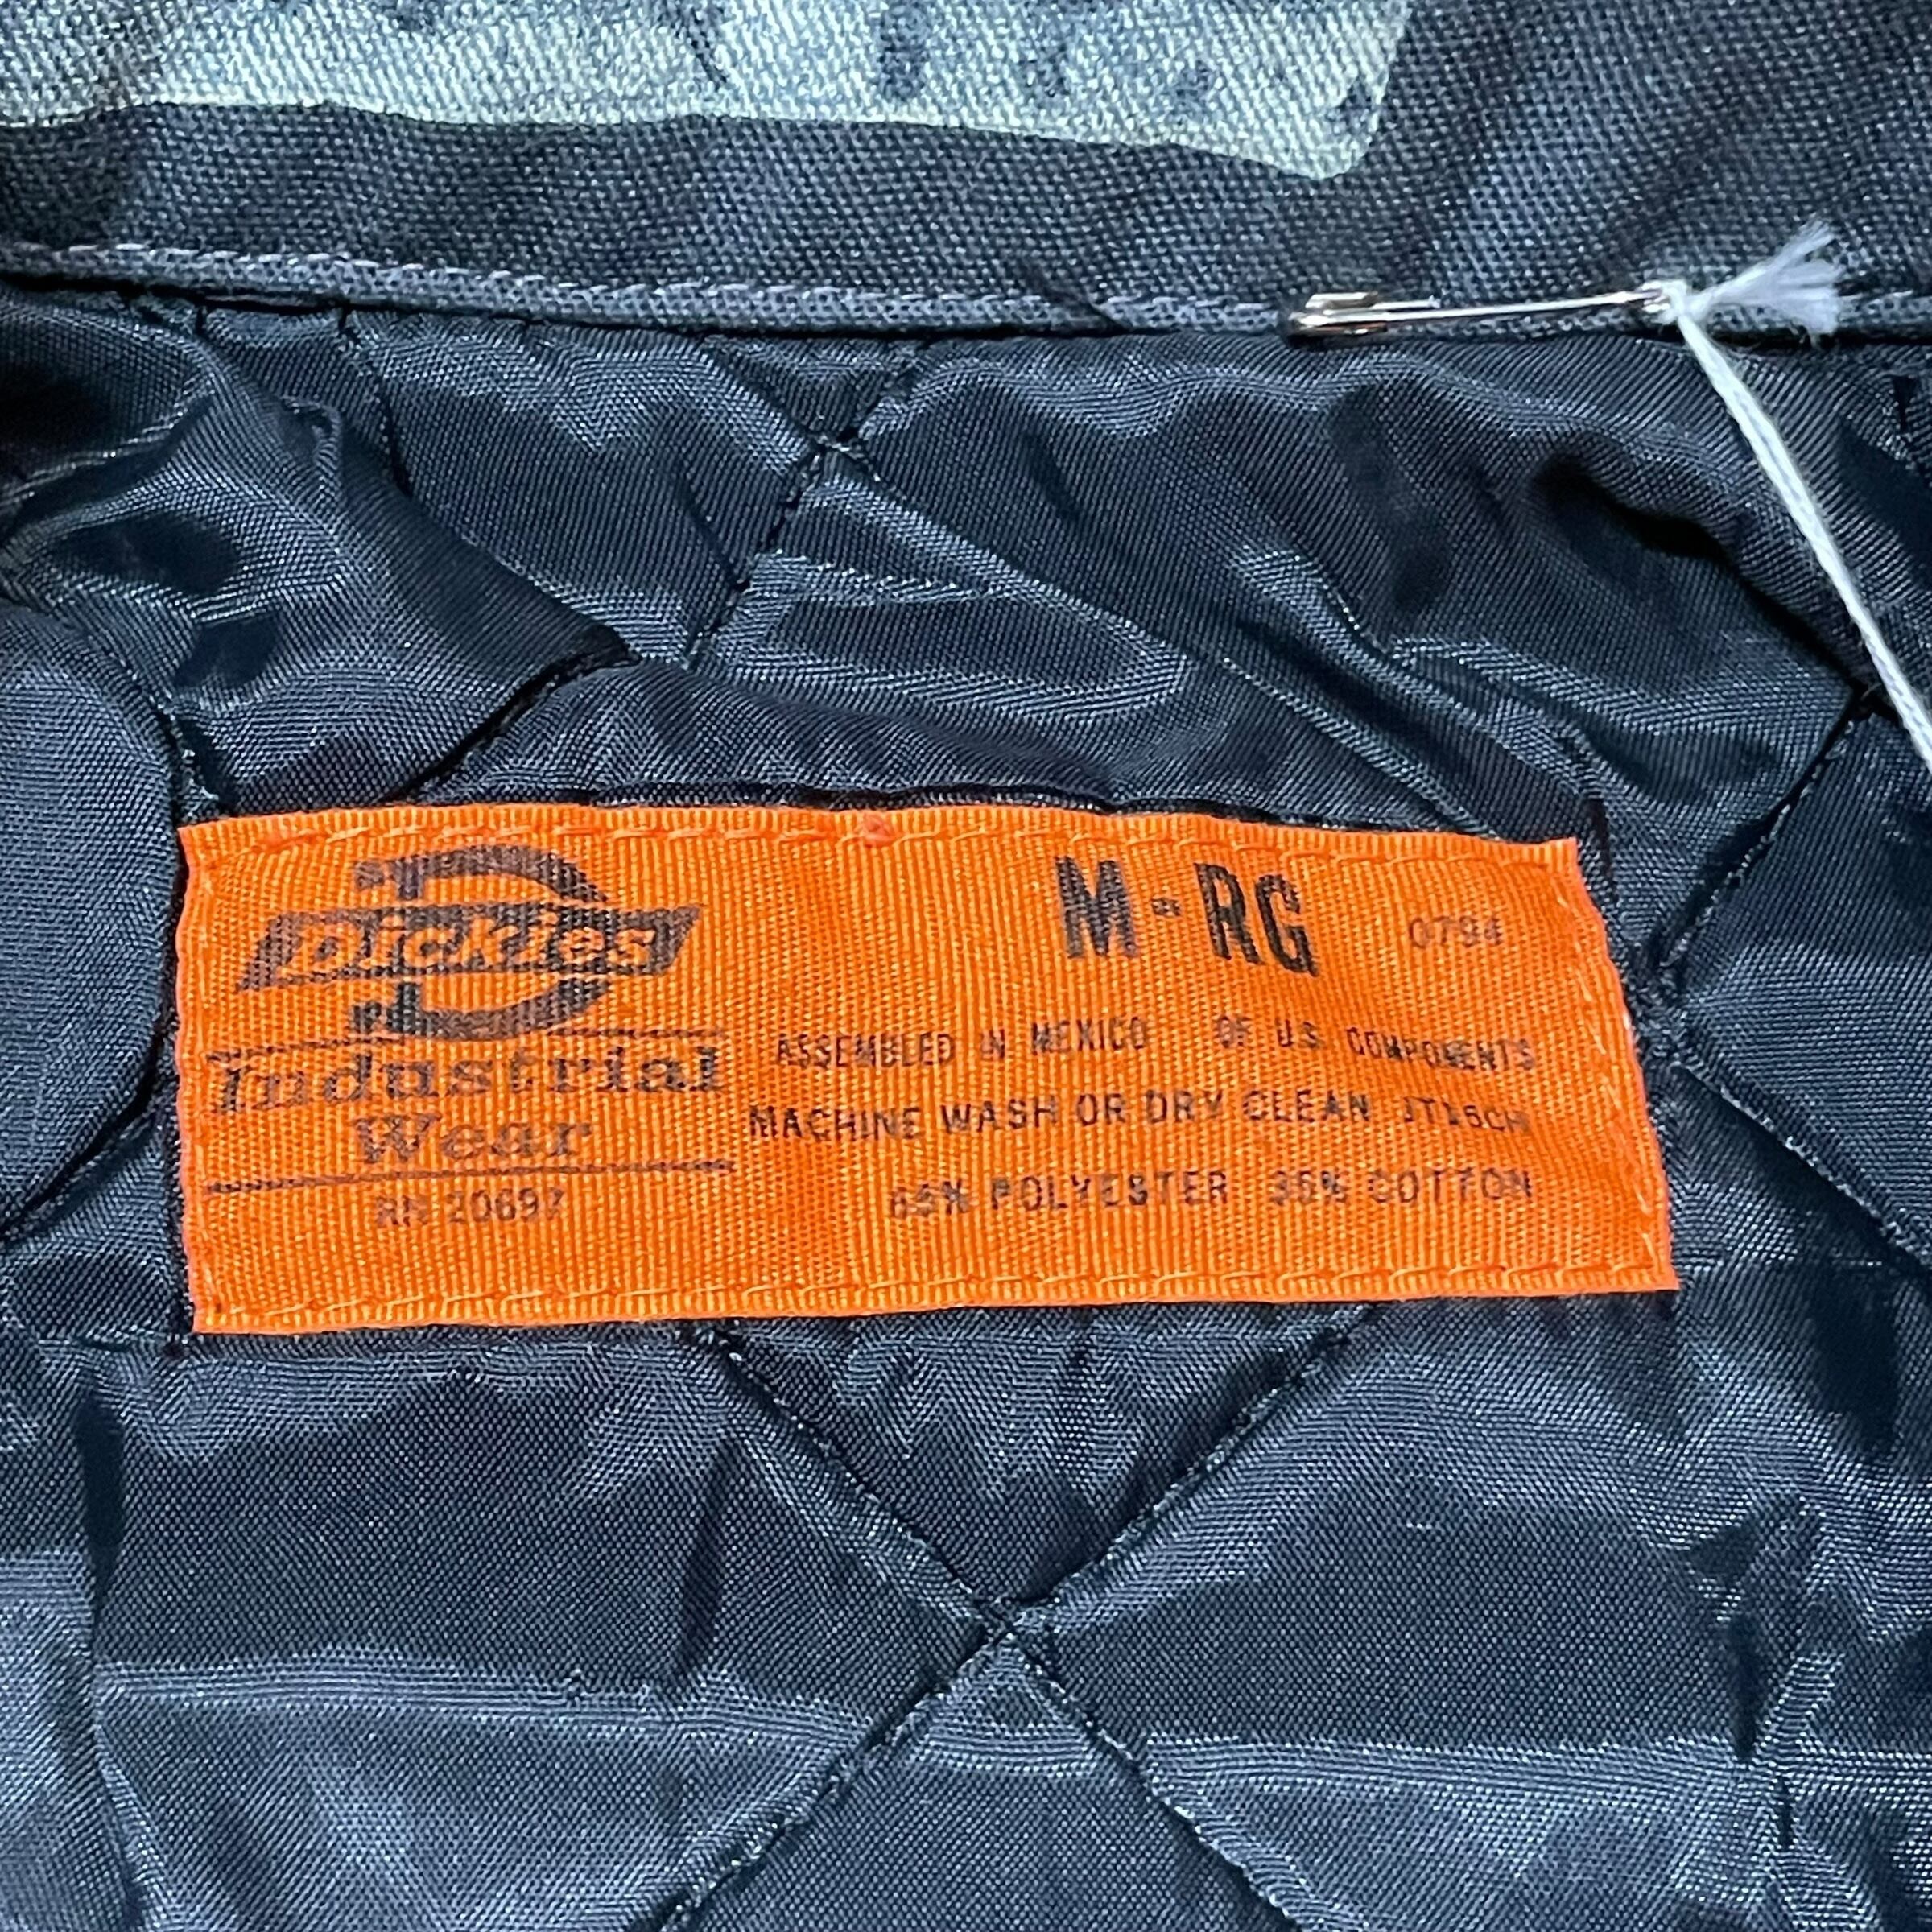 Dickies
Industrial
Wear
RN 20697
M-RG 0794
ASSEMBLED IN MEXICO OF U.S. COMPONENTS
MACHINE WASH OR DRY CLEAN JT16CH
65% POLYESTER 35% COTTON